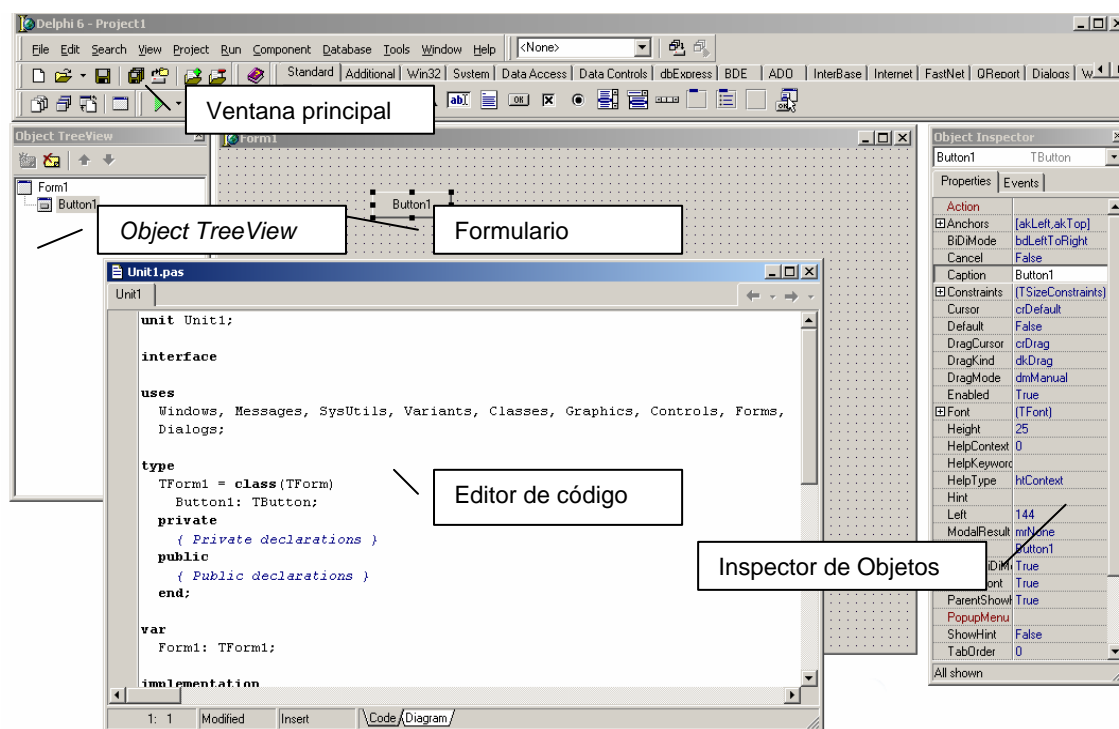 Delphi 6 - Project1
File Edit Search View Project Run Component Database Tools Window Help <None>
Standard Additional Win32 System Data Access Data Controls dbExpress BDE ADO InterBase Internet FastNet QReport Dialogs
Ventana principal
Object TreeView
Form1
Button1
Form1
Button1
Object TreeView
Formulario
Unit1.pas
Unit1
unit Unit1;
interface
uses
Windows, Messages, SysUtils, Variants, Classes, Graphics, Controls, Forms,
Dialogs;
type
TForm1 = class(TForm)
Button1: TButton;
private
{ Private declarations }
public
{ Public declarations }
end;
var
Form1: TForm1;
implementation
1: 1 Modified Insert Code Diagram
Editor de código
Object Inspector
Button1 TButton
Properties Events
Action
Anchors [akLeft,akTop]
BiDiMode bdLeftToRight
Cancel False
Caption Button1
Constraints (TSizeConstraints)
Cursor crDefault
Default False
DragCursor crDrag
DragKind dkDrag
DragMode dmManual
Enabled True
Font (TFont)
Height 25
HelpContext 0
HelpKeyword
HelpType htContext
Hint
Left 144
ModalResult mrNone
Button1
True
True
ParentShowH True
PopupMenu
ShowHint False
TabOrder 0
All shown
Inspector de Objetos